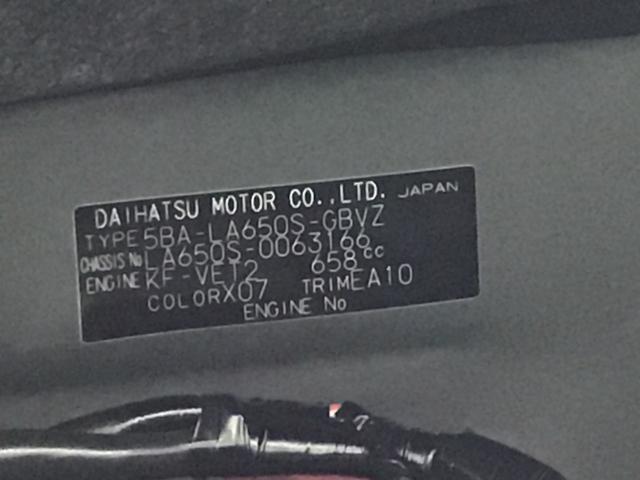 DAIHATSU MOTOR CO.,LTD. JAPAN
TYPE 5BA-LA650S-GBVZ
CHASSIS No LA650S-0063166
ENGINE KF-VET2 658cc
COLOR X07 TRIM EA10
ENGINE No